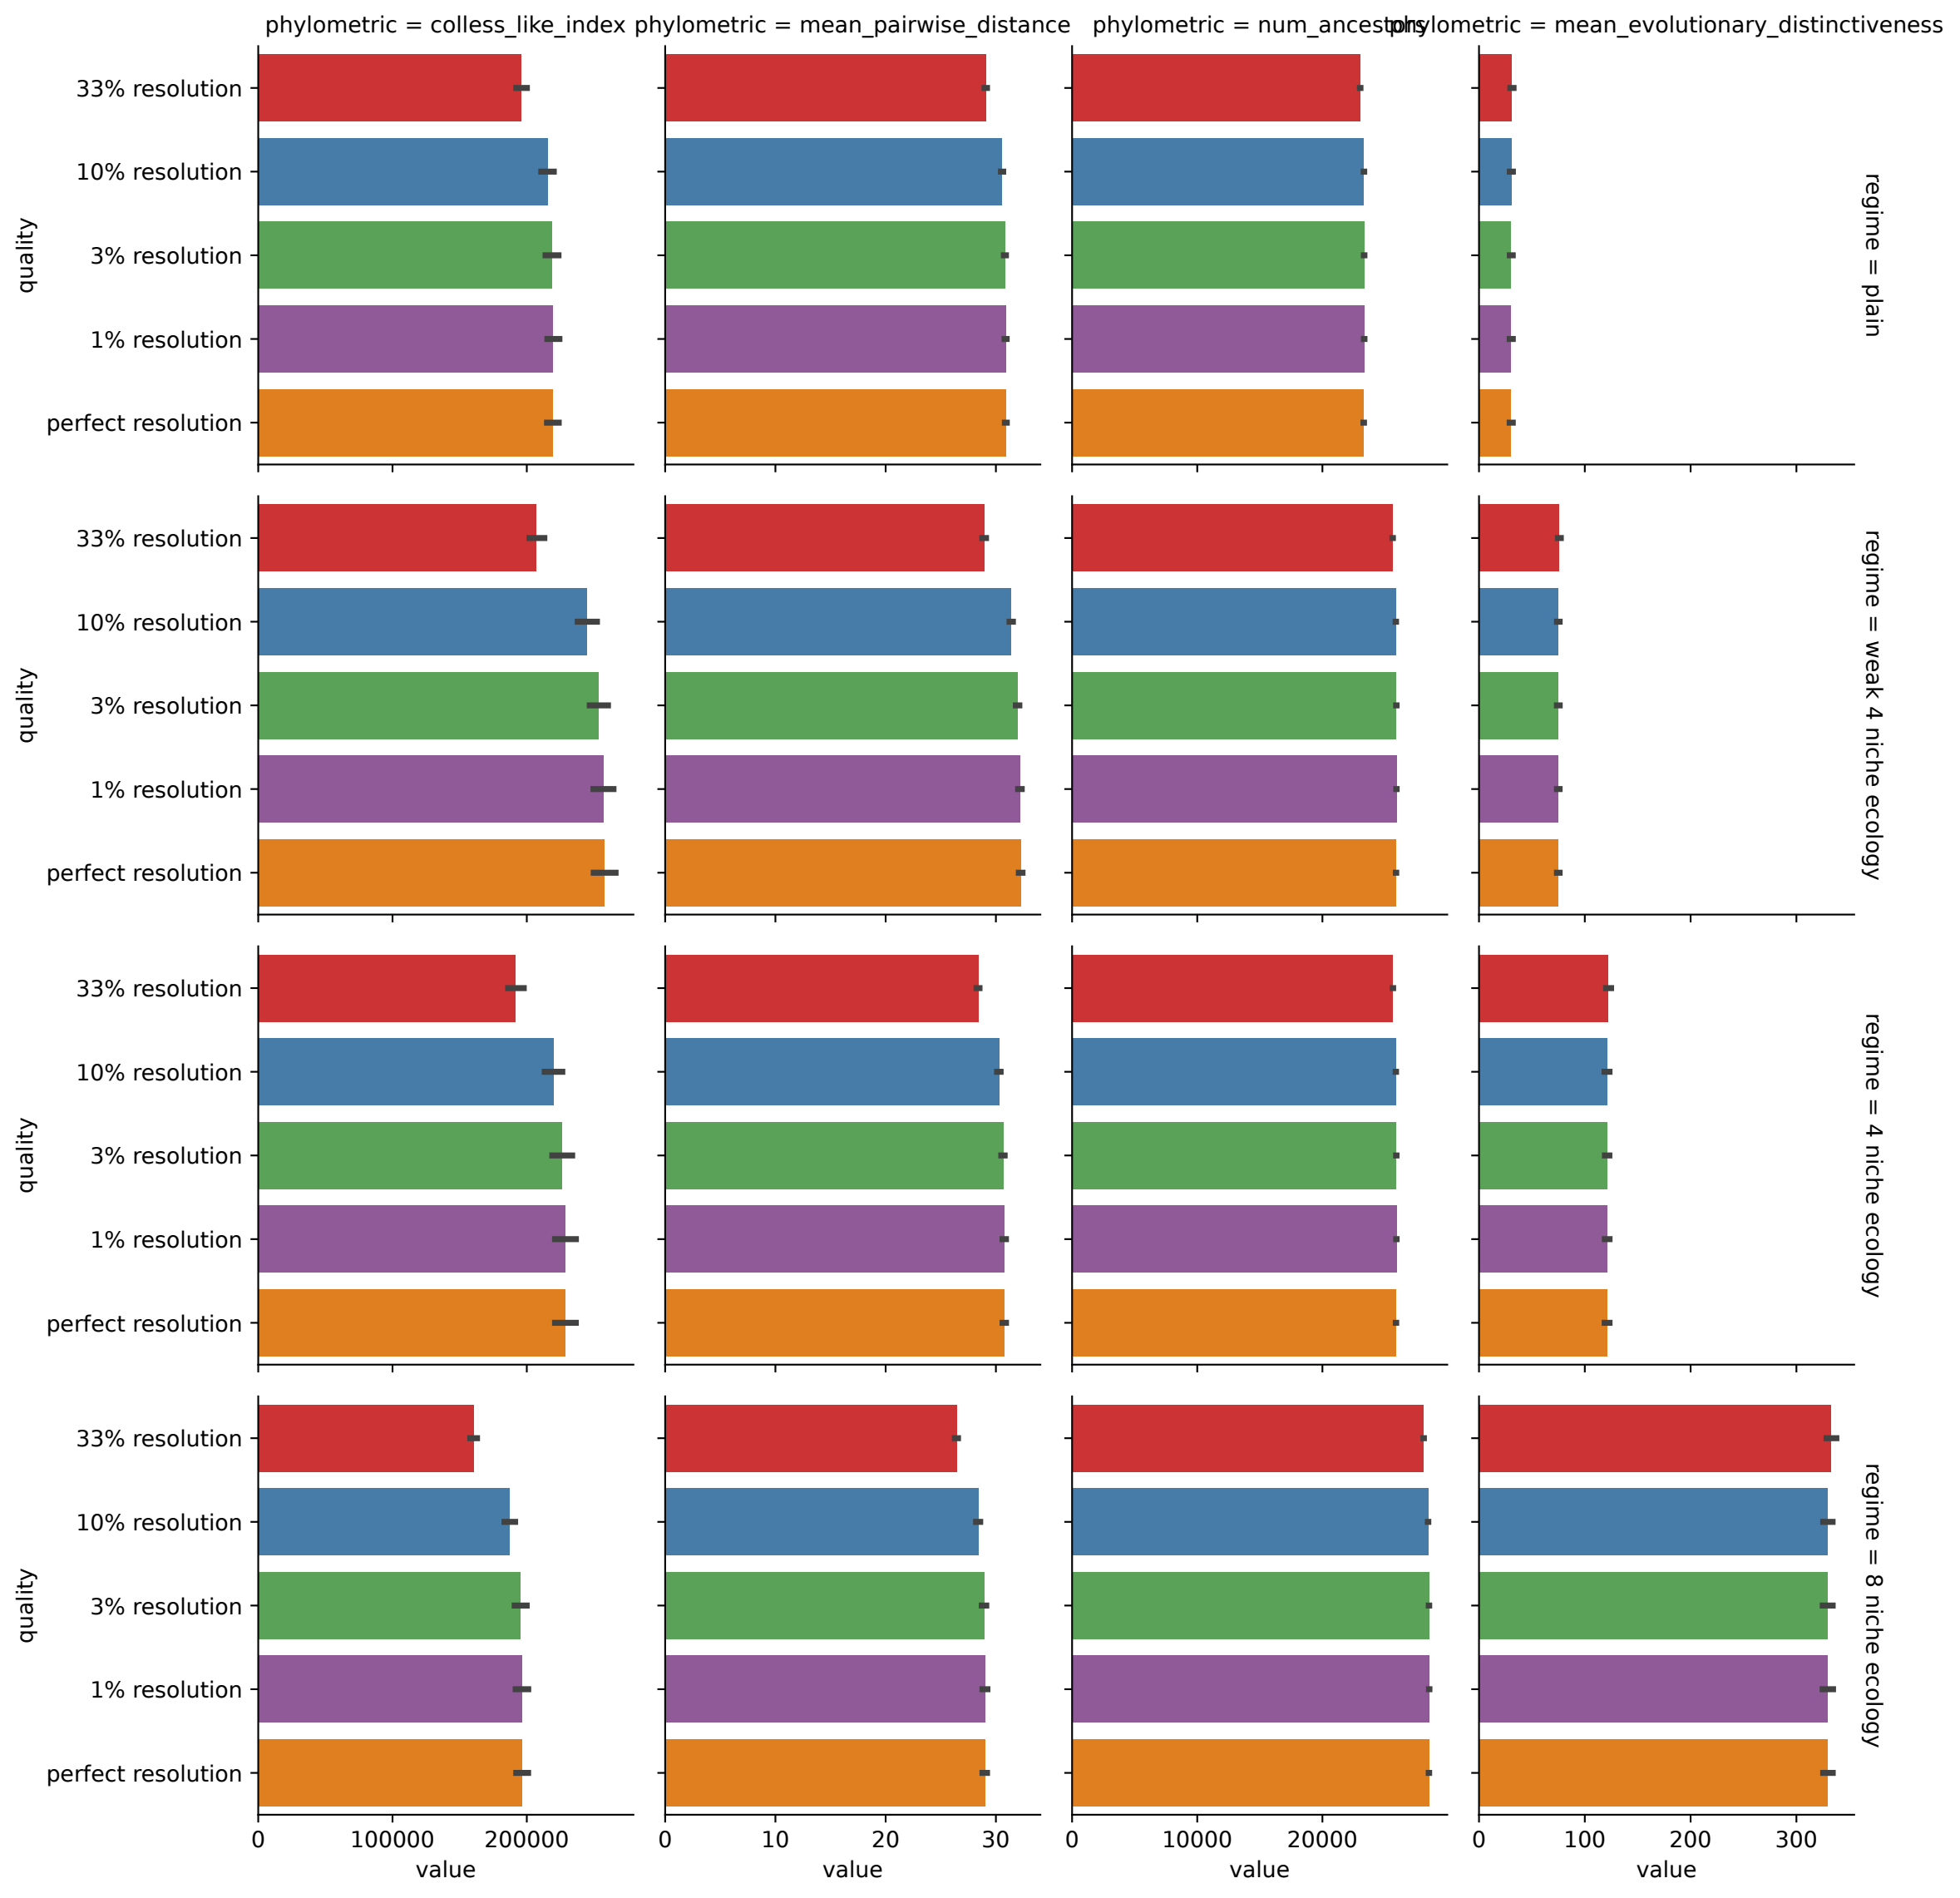 phylometric = colless_like_index
phylometric = mean_pairwise_distance
phylometric = num_ancestors
phylometric = mean_evolutionary_distinctiveness
quality
33% resolution
10% resolution
3% resolution
1% resolution
perfect resolution
regime = plain
quality
33% resolution
10% resolution
3% resolution
1% resolution
perfect resolution
regime = weak 4 niche ecology
quality
33% resolution
10% resolution
3% resolution
1% resolution
perfect resolution
regime = 4 niche ecology
quality
33% resolution
10% resolution
3% resolution
1% resolution
perfect resolution
regime = 8 niche ecology
0 100000 200000
value
0 10 20 30
value
0 10000 20000
value
0 100 200 300
value